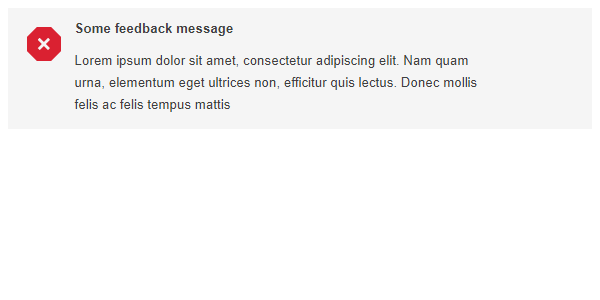 Some feedback message
Lorem ipsum dolor sit amet, consectetur adipiscing elit. Nam quam
urna, elementum eget ultrices non, efficitur quis lectus. Donec mollis
felis ac felis tempus mattis